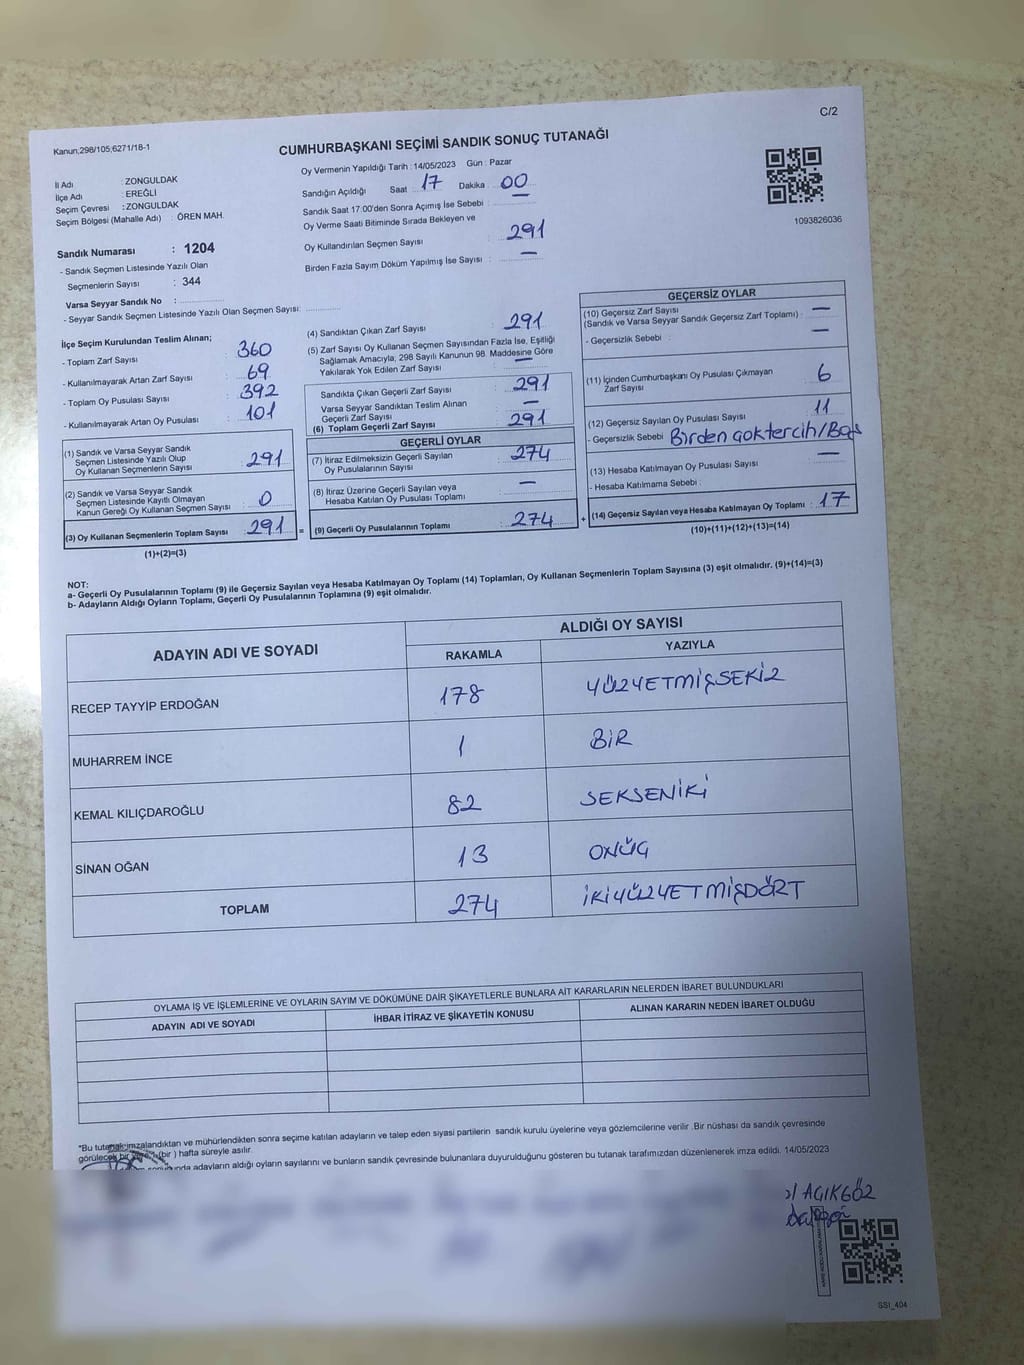 C/2
Kanun;298/105;6271/18-1
CUMHURBAŞKANI SEÇİMİ SANDIK SONUÇ TUTANAĞI
Oy Vermenin Yapıldığı Tarih : 14/05/2023 Gün : Pazar
İl Adı : ZONGULDAK
İlçe Adı : EREĞLİ
Seçim Çevresi : ZONGULDAK
Seçim Bölgesi (Mahalle Adı) : ÖREN MAH.
Sandığın Açıldığı Saat 17 Dakika : 00
Sandık Saat 17:00'den Sonra Açımış İse Sebebi : —
Oy Verme Saati Bitiminde Sırada Bekleyen ve
Oy Kullandırılan Seçmen Sayısı : 291
Birden Fazla Sayım Döküm Yapılmış İse Sayısı : —
1093826036
Sandık Numarası : 1204
- Sandık Seçmen Listesinde Yazılı Olan
Seçmenlerin Sayısı : 344
Varsa Seyyar Sandık No :
- Seyyar Sandık Seçmen Listesinde Yazılı Olan Seçmen Sayısı:
İlçe Seçim Kurulundan Teslim Alınan;
- Toplam Zarf Sayısı : 360
- Kullanılmayarak Artan Zarf Sayısı : 69
- Toplam Oy Pusulası Sayısı : 392
- Kullanılmayarak Artan Oy Pusulası : 101
(1) Sandık ve Varsa Seyyar Sandık
Seçmen Listesinde Yazılı Olup
Oy Kullanan Seçmenlerin Sayısı : 291
(2) Sandık ve Varsa Seyyar Sandık
Seçmen Listesinde Kayıtlı Olmayan
Kanun Gereği Oy Kullanan Seçmen Sayısı : 0
(3) Oy Kullanan Seçmenlerin Toplam Sayısı : 291
(1)+(2)=(3)
(4) Sandıktan Çıkan Zarf Sayısı : 291
(5) Zarf Sayısı Oy Kullanan Seçmen Sayısından Fazla İse, Eşitliği
Sağlamak Amacıyla; 298 Sayılı Kanunun 98. Maddesine Göre
Yakılarak Yok Edilen Zarf Sayısı : —
Sandıkta Çıkan Geçerli Zarf Sayısı : 291
Varsa Seyyar Sandıktan Teslim Alınan
Geçerli Zarf Sayısı : —
(6) Toplam Geçerli Zarf Sayısı : 291
GEÇERLİ OYLAR
(7) İtiraz Edilmeksizin Geçerli Sayılan
Oy Pusulalarının Sayısı : 274
(8) İtiraz Üzerine Geçerli Sayılan veya
Hesaba Katılan Oy Pusulası Toplamı : —
= (9) Geçerli Oy Pusulalarının Toplamı : 274
GEÇERSİZ OYLAR
(10) Geçersiz Zarf Sayısı
(Sandık ve Varsa Seyyar Sandık Geçersiz Zarf Toplamı) : —
- Geçersizlik Sebebi : —
(11) İçinden Cumhurbaşkanı Oy Pusulası Çıkmayan
Zarf Sayısı : 6
(12) Geçersiz Sayılan Oy Pusulası Sayısı : 11
- Geçersizlik Sebebi Birden
(13) Hesaba Katılmayan Oy Pusulası Sayısı : —
- Hesaba Katılmama Sebebi :
+ (14) Geçersiz Sayılan veya Hesaba Katılmayan Oy Toplamı : 17
(10)+(11)+(12)+(13)=(14)
NOT:
a- Geçerli Oy Pusulalarının Toplamı (9) ile Geçersiz Sayılan veya Hesaba Katılmayan Oy Toplamı (14) Toplamları, Oy Kullanan Seçmenlerin Toplam Sayısına (3) eşit olmalıdır. (9)+(14)=(3)
b- Adayların Aldığı Oyların Toplamı, Geçerli Oy Pusulalarının Toplamına (9) eşit olmalıdır.
ADAYIN ADI VE SOYADI ALDIĞI OY SAYISI
RAKAMLA YAZIYLA
RECEP TAYYİP ERDOĞAN 178 YÜZYETMİŞSEKİZ
MUHARREM İNCE 1 BİR
KEMAL KILIÇDAROĞLU 82 SEKSENİKİ
SİNAN OĞAN 13 ONÜÇ
TOPLAM 274 İKİYÜZYETMİŞDÖRT
OYLAMA İŞ VE İŞLEMLERİNE VE OYLARIN SAYIM VE DÖKÜMÜNE DAİR ŞİKAYETLERLE BUNLARA AİT KARARLARIN NELERDEN İBARET BULUNDUKLARI
ADAYIN ADI VE SOYADI İHBAR İTİRAZ VE ŞİKAYETİN KONUSU ALINAN KARARIN NEDEN İBARET OLDUĞU
*Bu tutanak imzalandıktan ve mühürlendikten sonra seçime katılan adayların ve talep eden siyasi partilerin sandık kurulu üyelerine veya gözlemcilerine verilir .Bir nüshası da sandık çevresinde
görülecek bir yere (bir ) hafta süreyle asılır.
adayların aldığı oyların sayılarını ve bunların sandık çevresinde bulunanlara duyurulduğunu gösteren bu tutanak tarafımızdan düzenlenerek imza edildi. 14/05/2023
AÇIKGÖZ
SSI_404